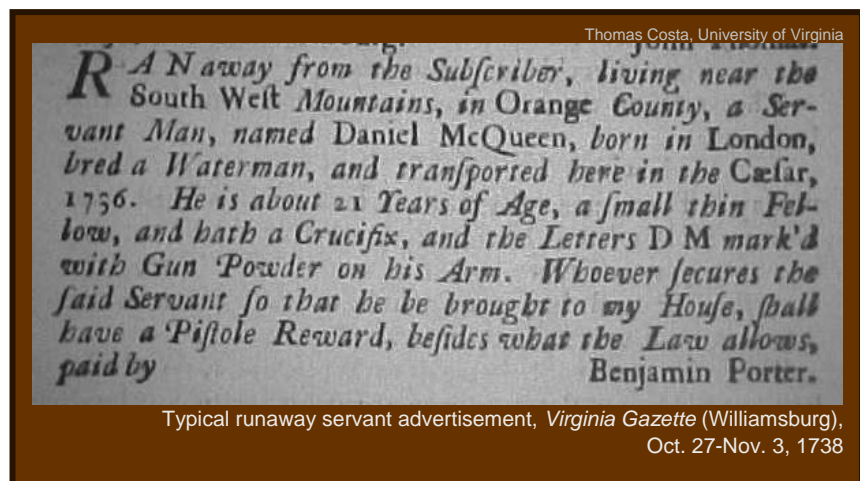 Thomas Costa, University of Virginia
RAN away from the Subſcriber, living near the
South Weſt Mountains, in Orange County, a Ser-
vant Man, named Daniel McQueen, born in London,
bred a Waterman, and tranſported here in the Cæſar,
1736. He is about 21 Years of Age, a ſmall thin Fel-
low, and hath a Crucifix, and the Letters D M mark'd
with Gun Powder on his Arm. Whoever ſecures the
ſaid Servant ſo that he be brought to my Houſe, ſhall
have a Piſtole Reward, beſides what the Law allows,
paid by Benjamin Porter.
Typical runaway servant advertisement, Virginia Gazette (Williamsburg),
Oct. 27-Nov. 3, 1738